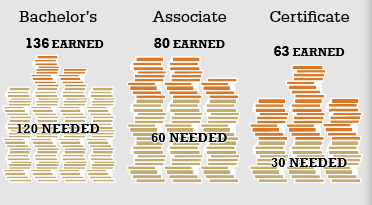 Bachelor's
136 EARNED
120 NEEDED
Associate
80 EARNED
60 NEEDED
Certificate
63 EARNED
30 NEEDED